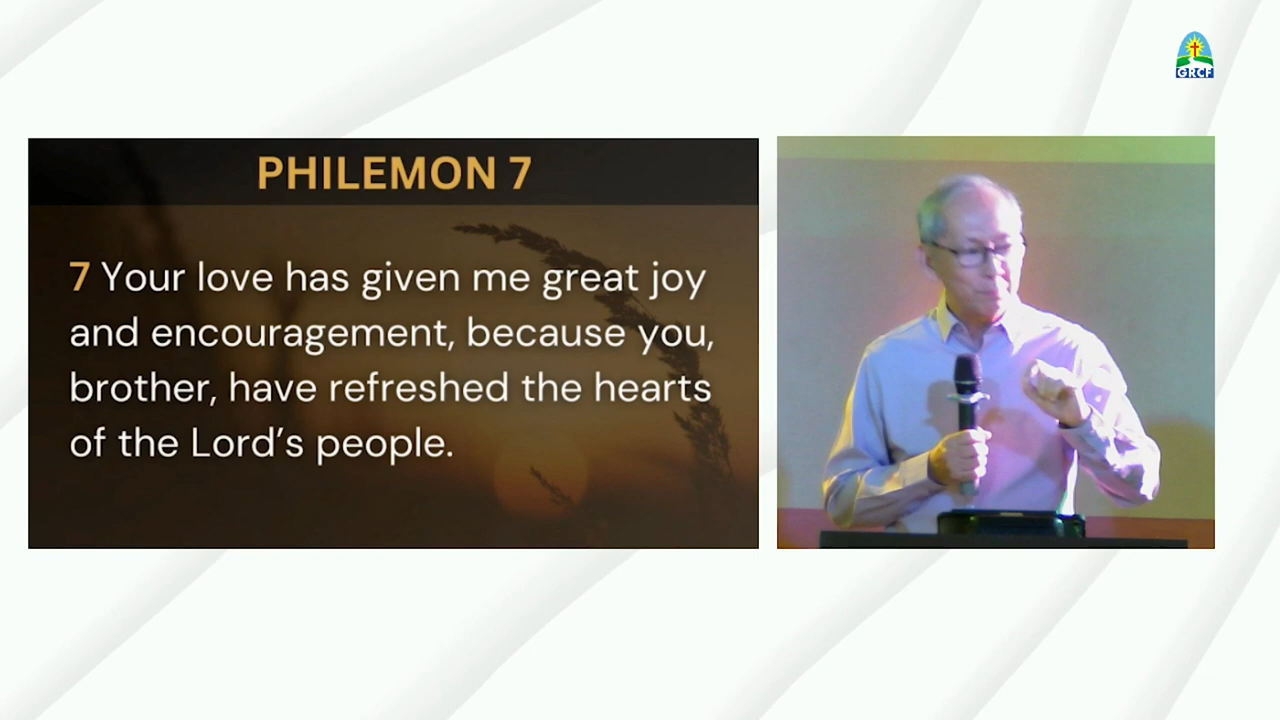 GRCF
PHILEMON 7
7 Your love has given me great joy
and encouragement, because you,
brother, have refreshed the hearts
of the Lord’s people.